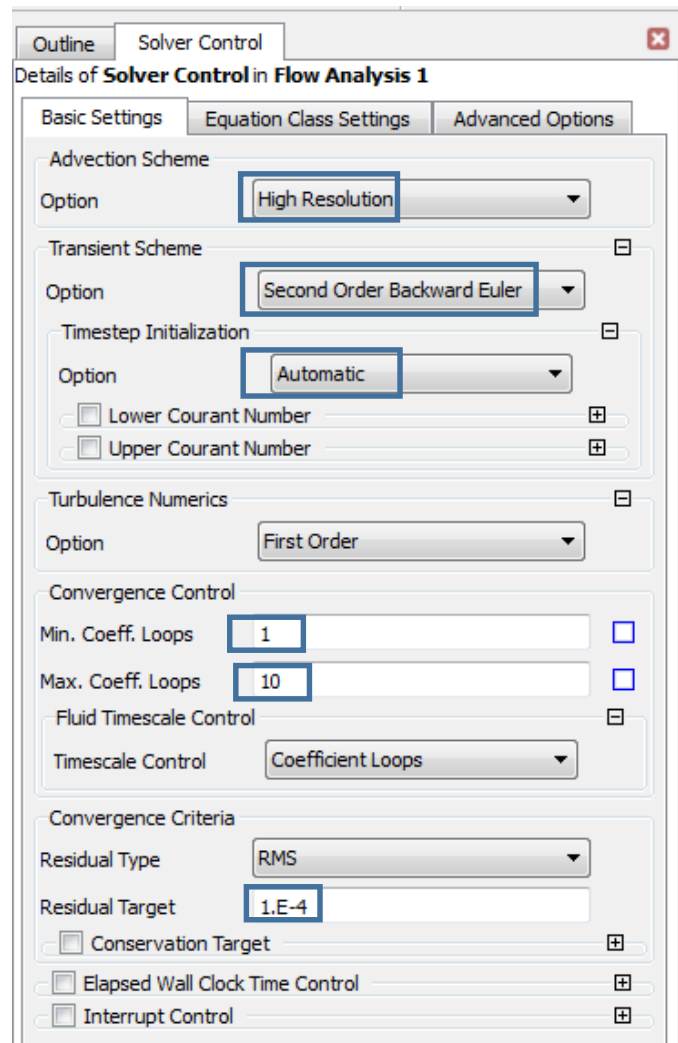 Outline Solver Control
Details of Solver Control in Flow Analysis 1
Basic Settings Equation Class Settings Advanced Options
Advection Scheme
Option High Resolution
Transient Scheme
Option Second Order Backward Euler
Timestep Initialization
Option Automatic
Lower Courant Number
Upper Courant Number
Turbulence Numerics
Option First Order
Convergence Control
Min. Coeff. Loops 1
Max. Coeff. Loops 10
Fluid Timescale Control
Timescale Control Coefficient Loops
Convergence Criteria
Residual Type RMS
Residual Target 1.E-4
Conservation Target
Elapsed Wall Clock Time Control
Interrupt Control